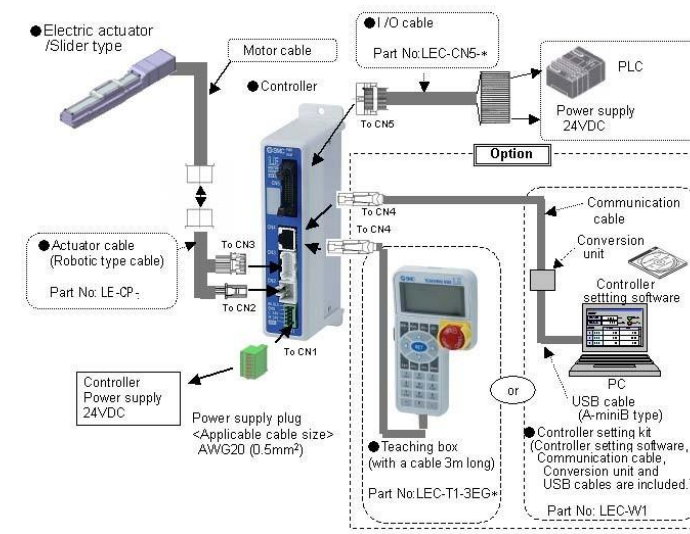 ●Electric actuator
/Slider type
Motor cable
●Controller
●I /O cable
Part No:LEC-CN5-*
To CN5
PLC
Power supply
24VDC
Option
SMC
To CN4
To CN4
Communication
cable
Conversion
unit
Controller
settting software
●Actuator cable
(Robotic type cable)
Part No: LE-CP-
To CN3
To CN2
To CN1
Controller
Power supply
24VDC
Power supply plug
<Applicable cable size>
AWG20 (0.5mm²)
or
PC
USB cable
(A-miniB type)
●Teaching box
(with a cable 3m long)
Part No:LEC-T1-3EG*
●Controller setting kit
(Controller setting software,
Communication cable,
Conversion unit and
USB cables are included.
Part No: LEC-W1